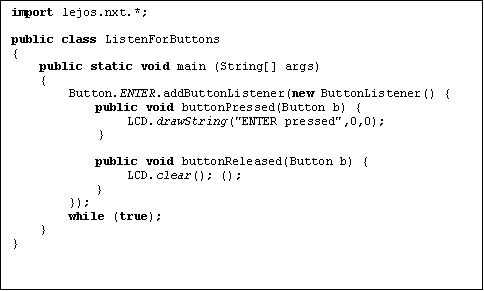 import lejos.nxt.*;

public class ListenForButtons
{
    public static void main (String[] args)
    {
        Button.ENTER.addButtonListener(new ButtonListener() {
            public void buttonPressed(Button b) {
                LCD.drawString("ENTER pressed",0,0);
            }

            public void buttonReleased(Button b) {
                LCD.clear(); ();
            }
        });
        while (true);
    }
}